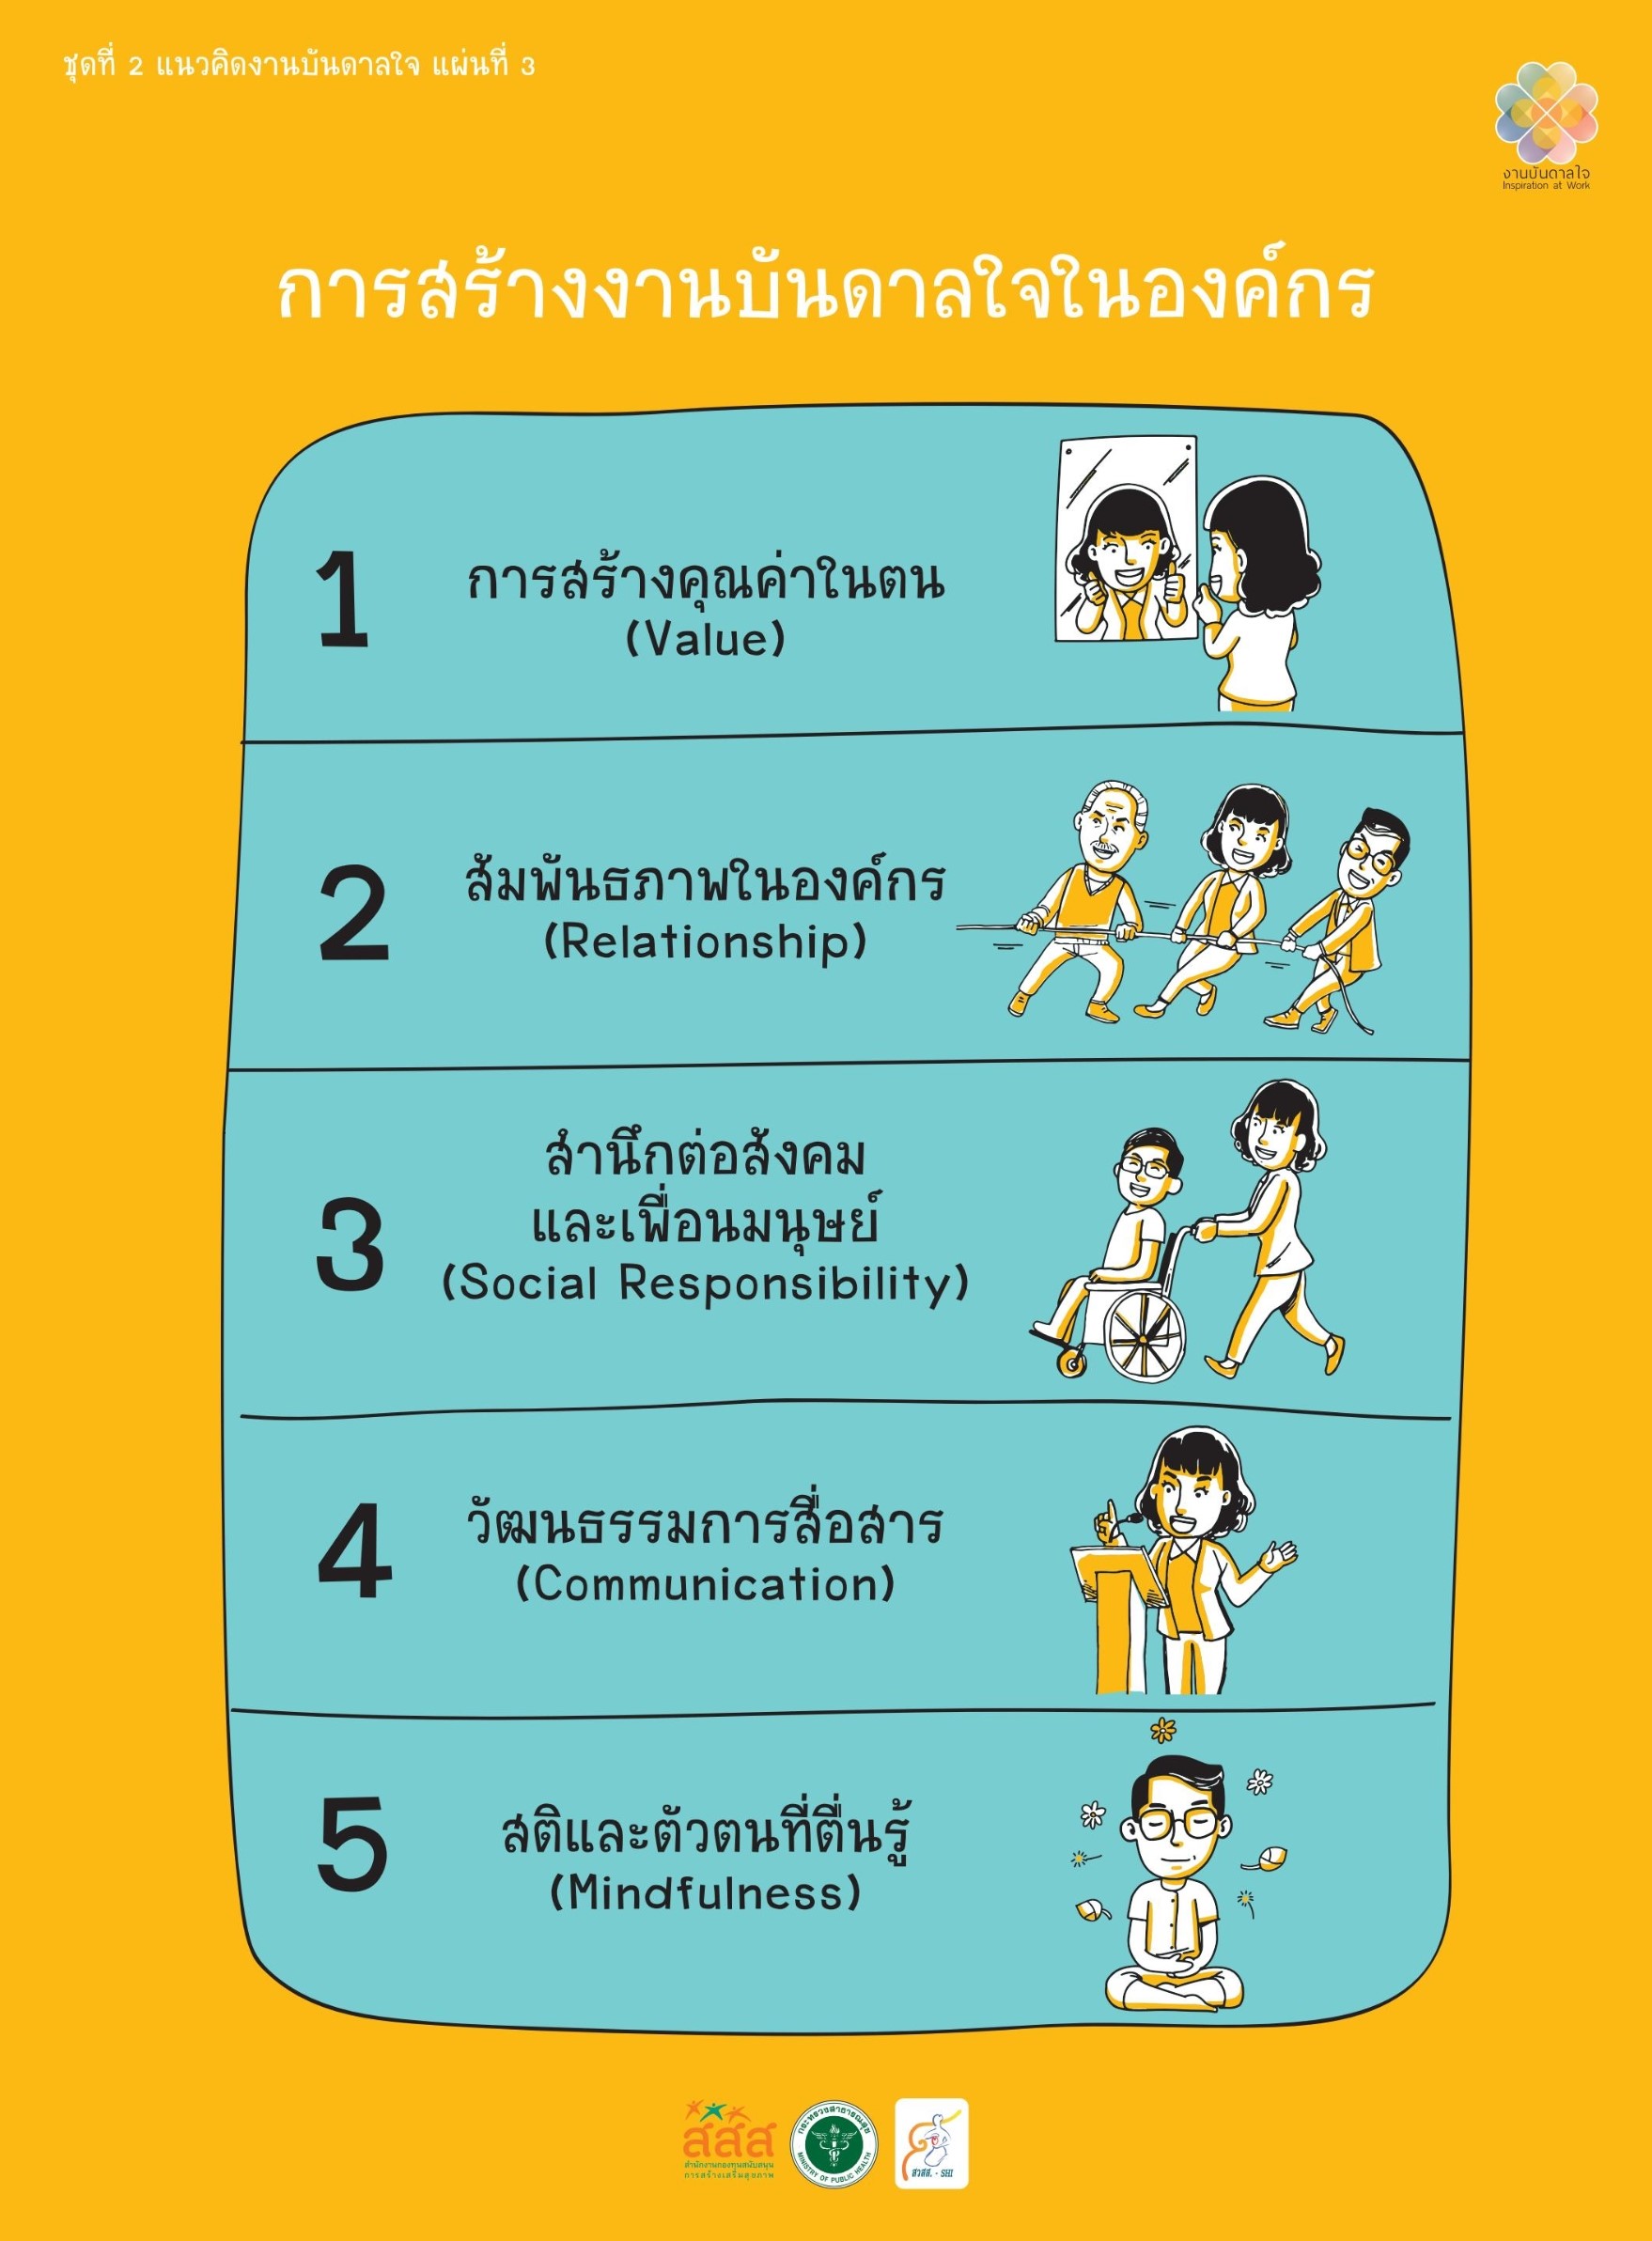 ชุดที่ 2 แนวคิดงานบันดาลใจ แผ่นที่ 3
งานบันดาลใจ
Inspiration at Work
การสร้างงานบันดาลใจในองค์กร
1
การสร้างคุณค่าในตน
(Value)
2
สัมพันธภาพในองค์กร
(Relationship)
3
สำนึกต่อสังคม
และเพื่อนมนุษย์
(Social Responsibility)
4
วัฒนธรรมการสื่อสาร
(Communication)
5
สติและตัวตนที่ตื่นรู้
(Mindfulness)
สสส
สำนักงานกองทุนสนับสนุน
การสร้างเสริมสุขภาพ
กระทรวงสาธารณสุข
MINISTRY OF PUBLIC HEALTH
สวสส. - SHI